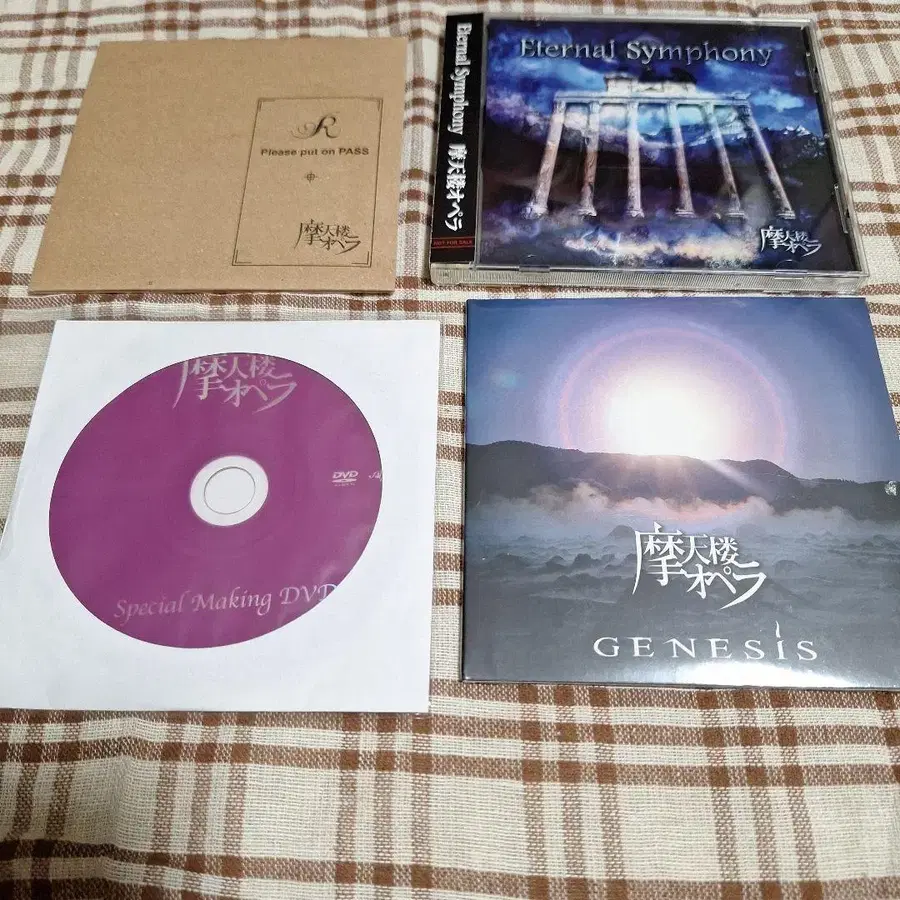 R
Please put on PASS
摩天楼
オペラ
Eternal Symphony 摩天楼オペラ
NOT FOR SALE
Eternal Symphony
摩天楼
オペラ
摩天楼
オペラ
DVD
Special Making DVD
摩天楼
オペラ
GENESIS